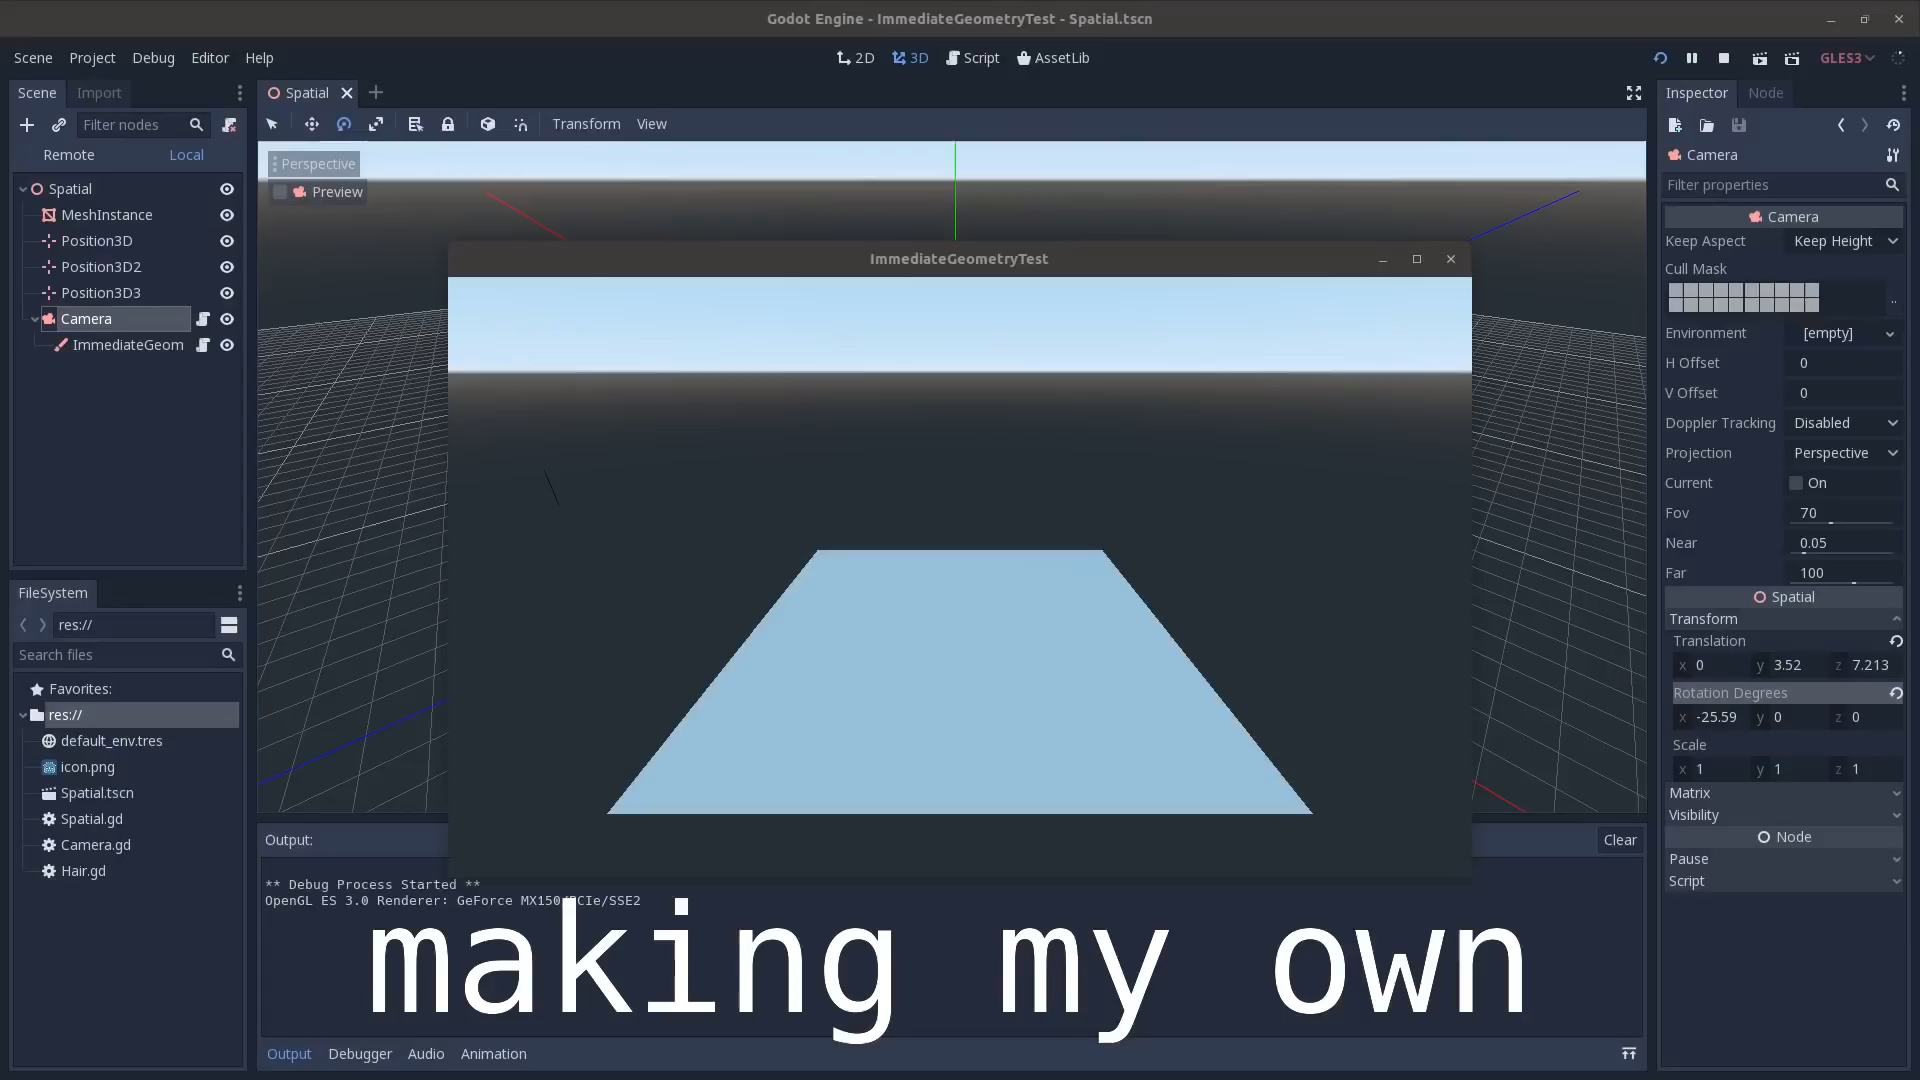 Godot Engine - ImmediateGeometryTest - Spatial.tscn
Scene Project Debug Editor Help
2D 3D Script AssetLib
GLES3
Scene Import
Filter nodes
Remote Local
Spatial
MeshInstance
Position3D
Position3D2
Position3D3
Camera
ImmediateGeom
FileSystem
res://
Search files
Favorites:
res://
default_env.tres
icon.png
Spatial.tscn
Spatial.gd
Camera.gd
Hair.gd
Spatial
Transform View
Perspective
Preview
ImmediateGeometryTest
Output:
Clear
** Debug Process Started **
OpenGL ES 3.0 Renderer: GeForce MX150/PCIe/SSE2
making my own
Output Debugger Audio Animation
Inspector Node
Camera
Filter properties
Camera
Keep Aspect Keep Height
Cull Mask
..
Environment [empty]
H Offset 0
V Offset 0
Doppler Tracking Disabled
Projection Perspective
Current On
Fov 70
Near 0.05
Far 100
Spatial
Transform
Translation
x 0 y 3.52 z 7.213
Rotation Degrees
x -25.59 y 0 z 0
Scale
x 1 y 1 z 1
Matrix
Visibility
Node
Pause
Script